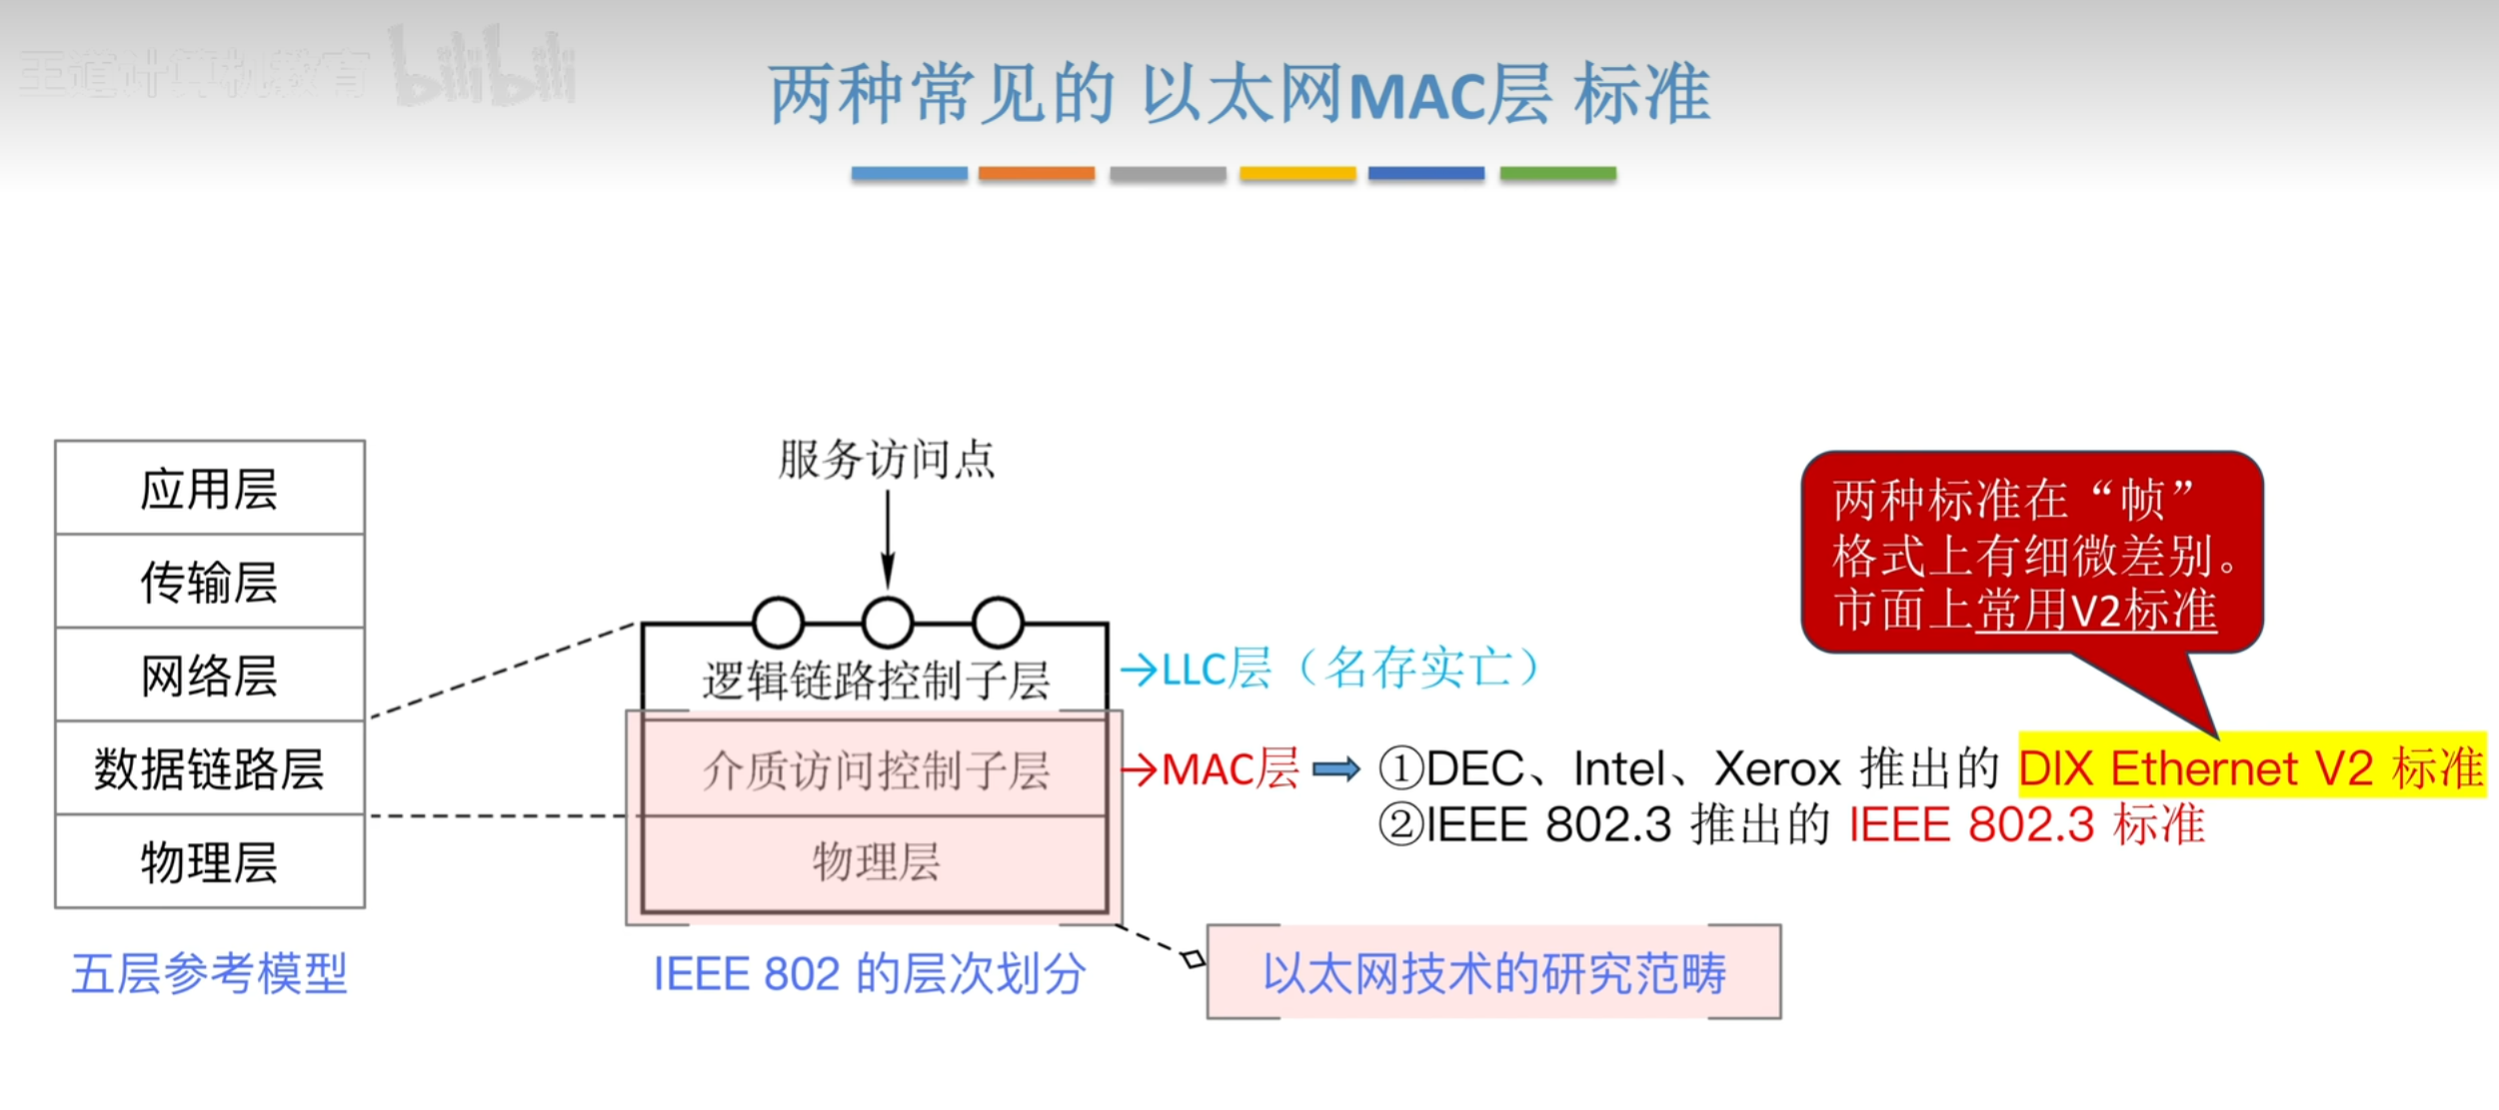 王道计算机教育 bilibili
两种常见的 以太网MAC层 标准
应用层
传输层
网络层
数据链路层
物理层
五层参考模型
服务访问点
逻辑链路控制子层
介质访问控制子层
物理层
IEEE 802 的层次划分
→LLC层（名存实亡）
→MAC层
①DEC、Intel、Xerox 推出的 DIX Ethernet V2 标准
②IEEE 802.3 推出的 IEEE 802.3 标准
两种标准在“帧”
格式上有细微差别。
市面上常用V2标准
以太网技术的研究范畴